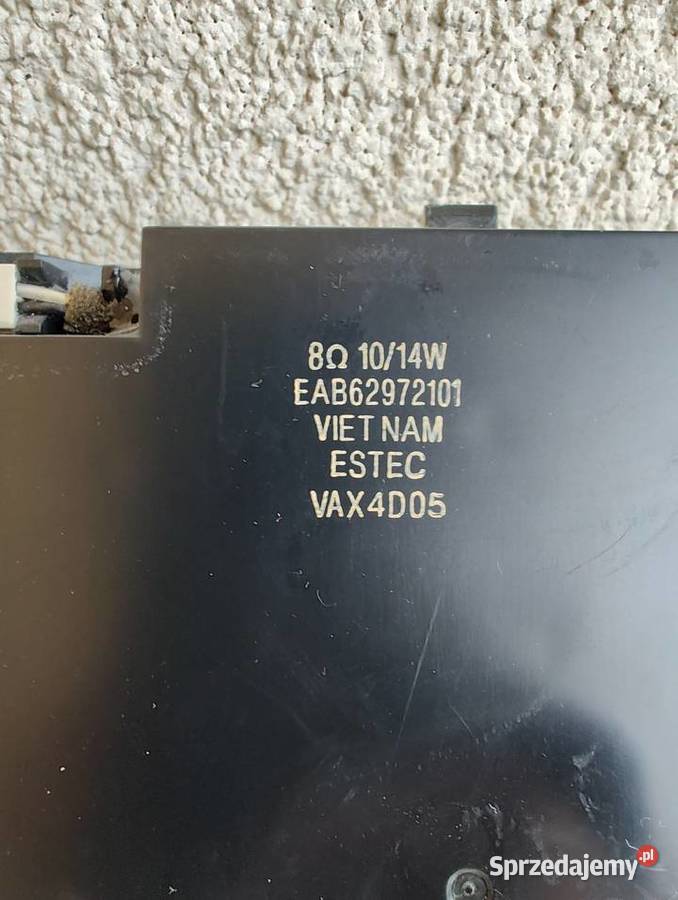 8Ω 10/14W
EAB62972101
VIET NAM
ESTEC
VAX4D05
Sprzedajemy.pl